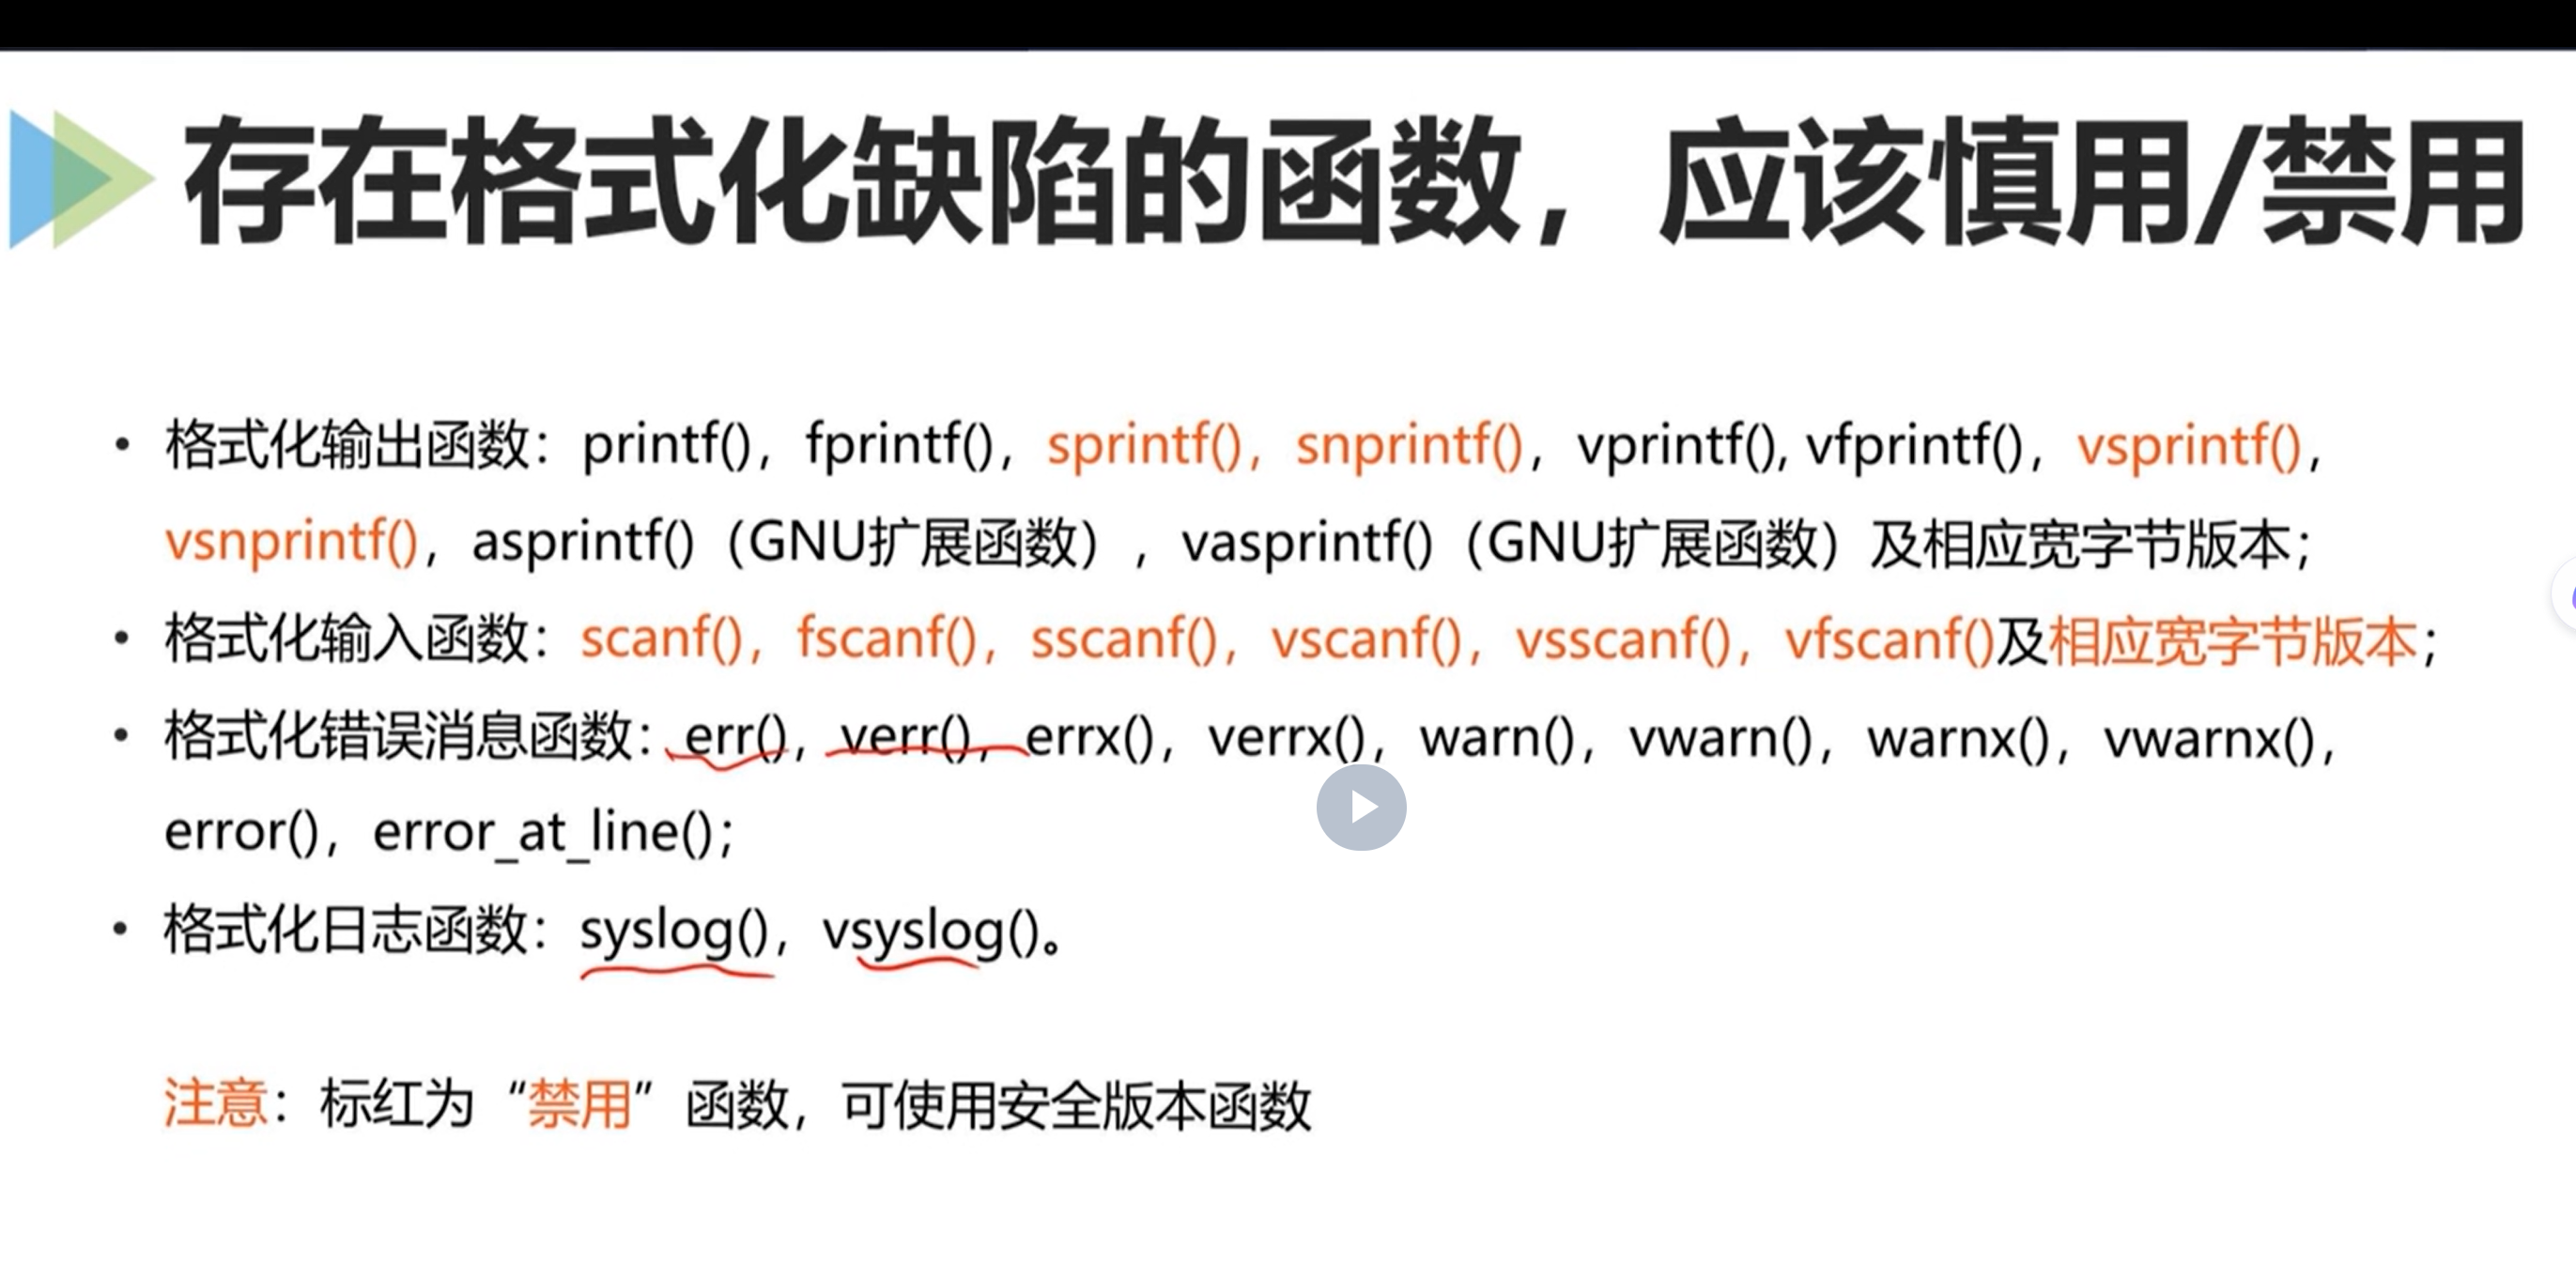 存在格式化缺陷的函数，应该慎用/禁用
• 格式化输出函数：printf()，fprintf()，sprintf()，snprintf()，vprintf(), vfprintf()，vsprintf()，
vsnprintf()，asprintf()（GNU扩展函数），vasprintf()（GNU扩展函数）及相应宽字节版本；
• 格式化输入函数：scanf()，fscanf()，sscanf()，vscanf()，vsscanf()，vfscanf()及相应宽字节版本；
• 格式化错误消息函数：err()，verr()，errx()，verrx()，warn()，vwarn()，warnx()，vwarnx()，
error()，error_at_line()；
• 格式化日志函数：syslog()，vsyslog()。
注意：标红为“禁用”函数，可使用安全版本函数